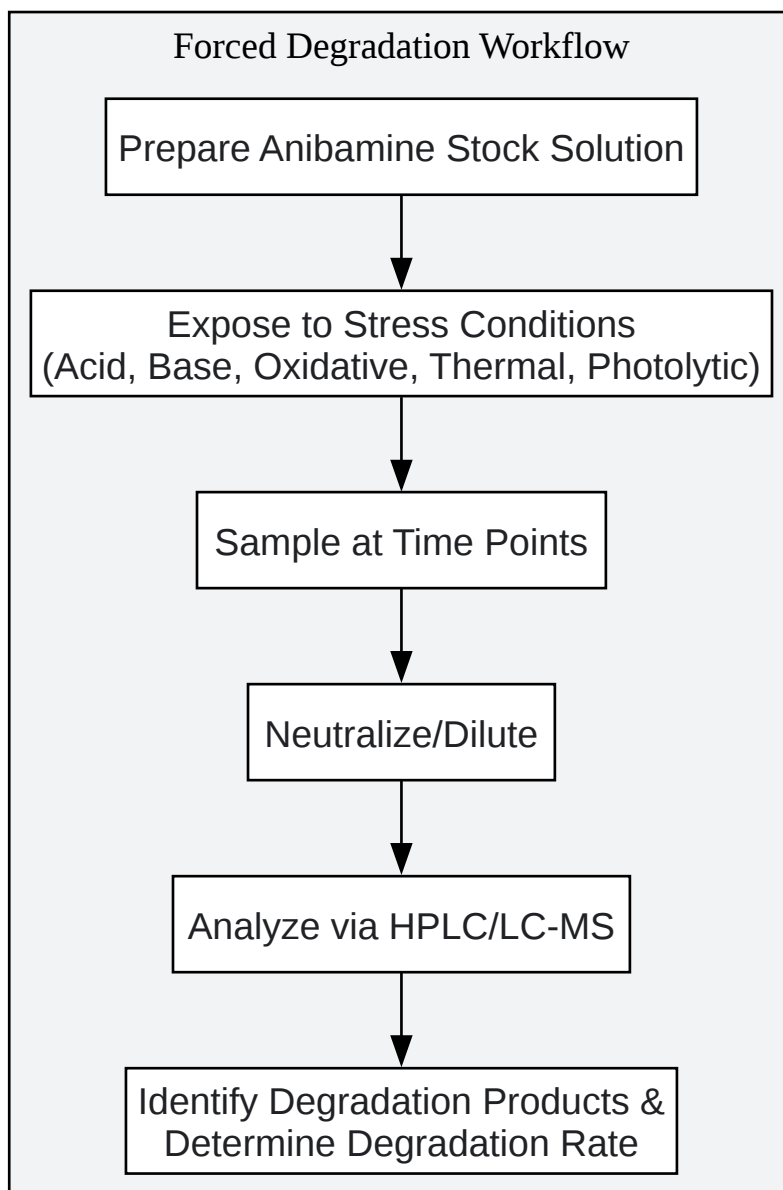 Forced Degradation Workflow
Prepare Anibamine Stock Solution
Expose to Stress Conditions
(Acid, Base, Oxidative, Thermal, Photolytic)
Sample at Time Points
Neutralize/Dilute
Analyze via HPLC/LC-MS
Identify Degradation Products &
Determine Degradation Rate